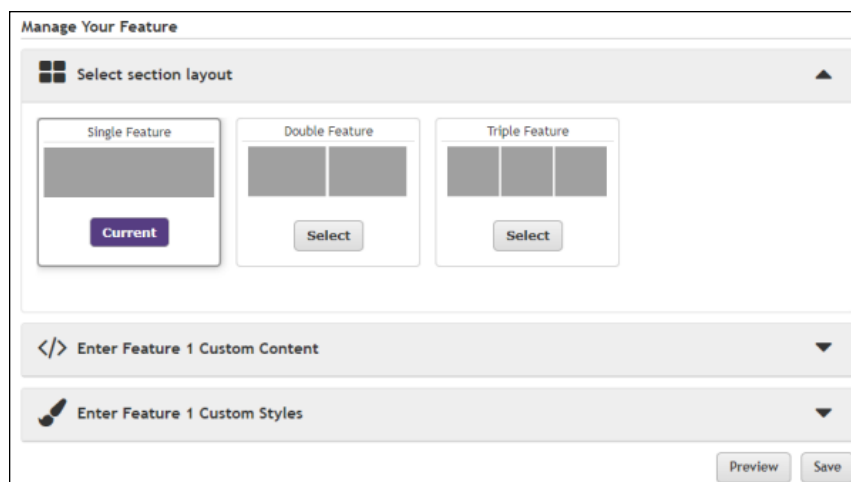 Manage Your Feature
Select section layout
Single Feature
Double Feature
Triple Feature
Current
Select
Select
</> Enter Feature 1 Custom Content
Enter Feature 1 Custom Styles
Preview
Save